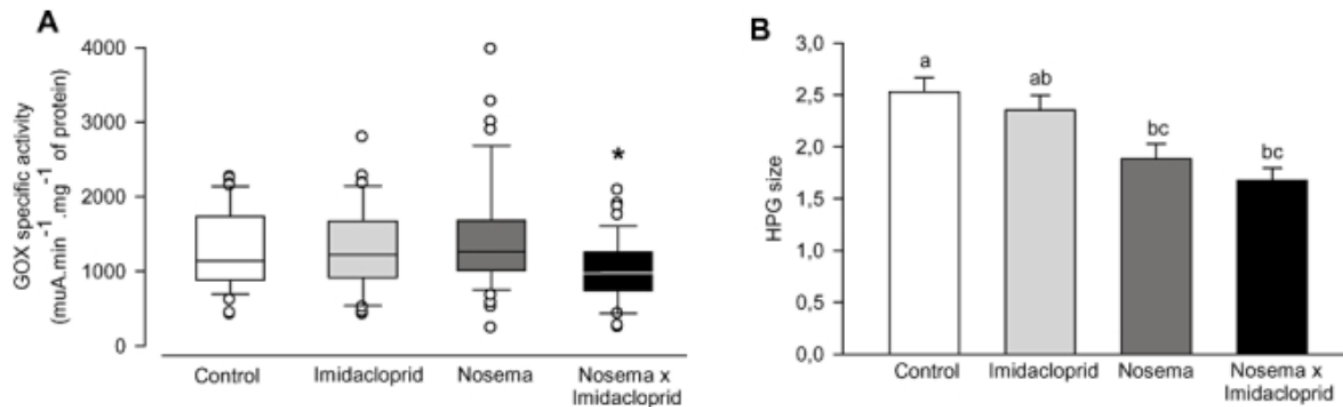 A
GOX specific activity
(muA.min⁻¹.mg⁻¹ of protein)
4000
3000
2000
1000
0
*
Control
Imidacloprid
Nosema
Nosema x
Imidacloprid
B
HPG size
3,0
2,5
2,0
1,5
1,0
0,5
0,0
a
ab
bc
bc
Control
Imidacloprid
Nosema
Nosema x
Imidacloprid